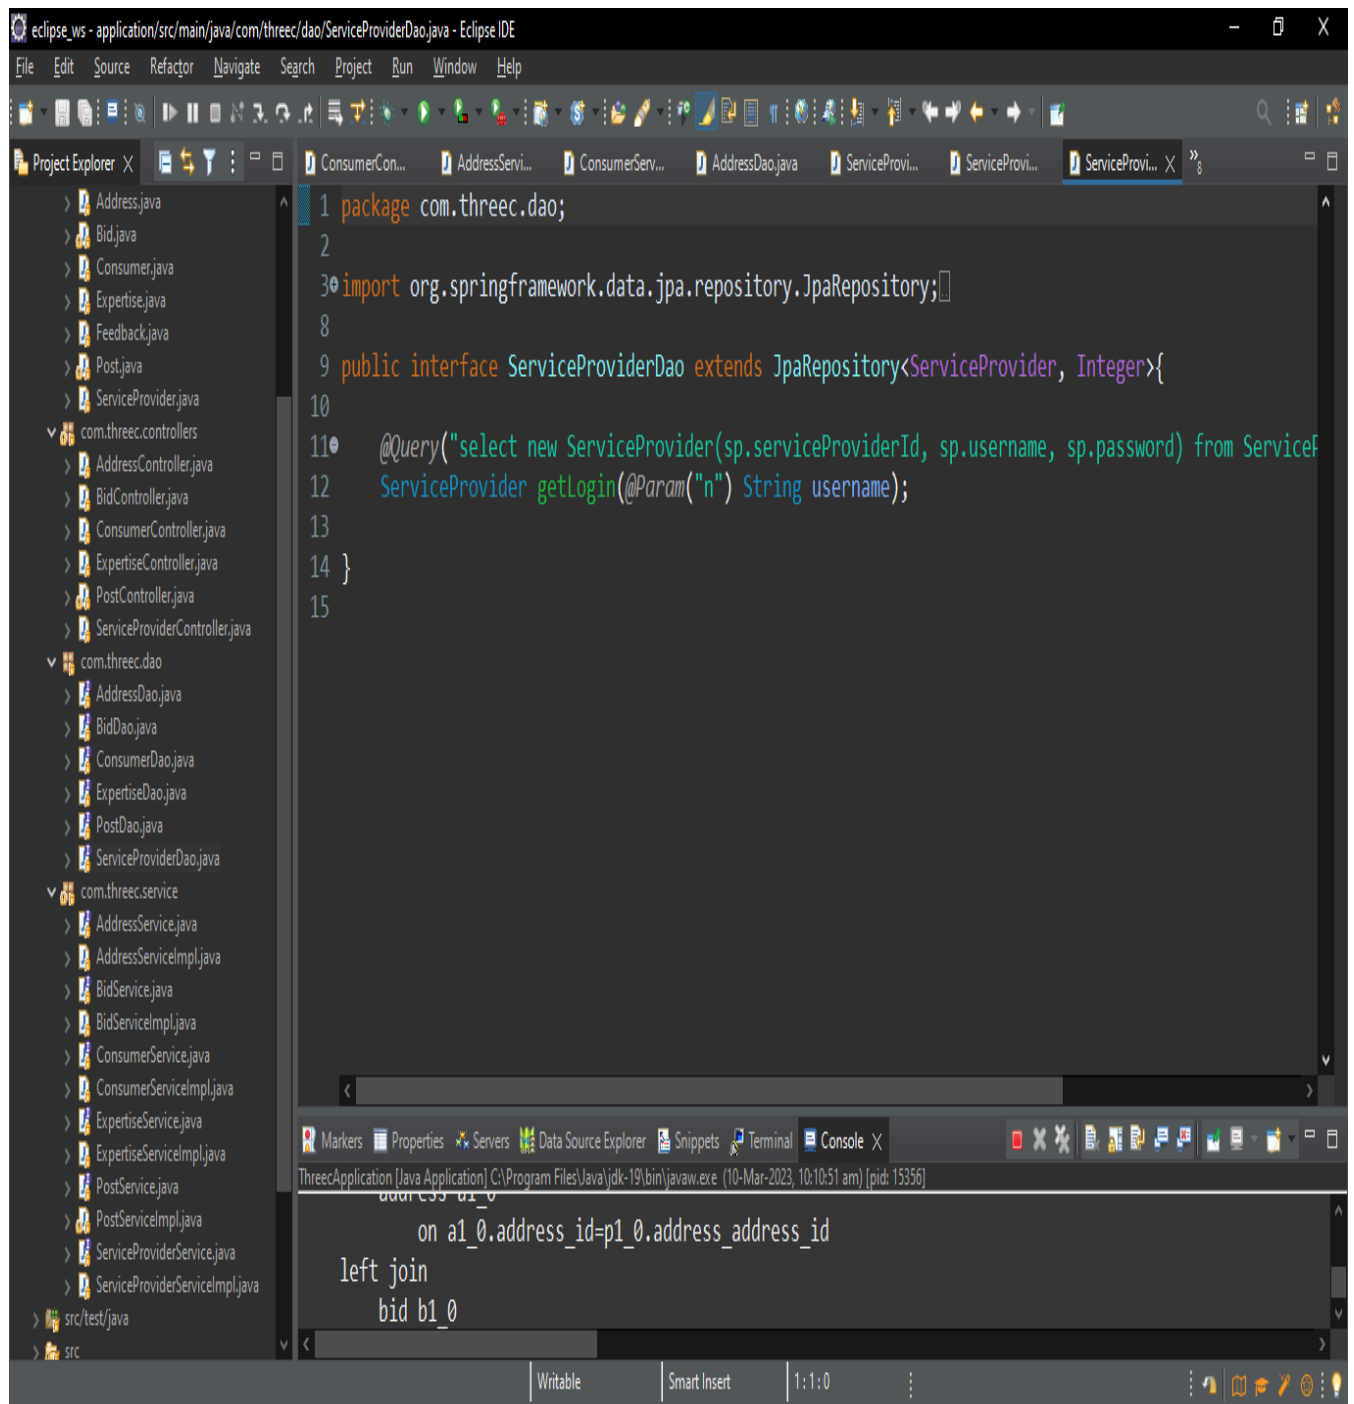 eclipse_ws - application/src/main/java/com/threec/dao/ServiceProviderDao.java - Eclipse IDE
File Edit Source Refactor Navigate Search Project Run Window Help
Project Explorer
ConsumerCon... AddressServi... ConsumerServ... AddressDao.java ServiceProvi... ServiceProvi... ServiceProvi... »8
Address.java
Bid.java
Consumer.java
Expertise.java
Feedback.java
Post.java
ServiceProvider.java
com.threec.controllers
AddressController.java
BidController.java
ConsumerController.java
ExpertiseController.java
PostController.java
ServiceProviderController.java
com.threec.dao
AddressDao.java
BidDao.java
ConsumerDao.java
ExpertiseDao.java
PostDao.java
ServiceProviderDao.java
com.threec.service
AddressService.java
AddressServiceImpl.java
BidService.java
BidServiceImpl.java
ConsumerService.java
ConsumerServiceImpl.java
ExpertiseService.java
ExpertiseServiceImpl.java
PostService.java
PostServiceImpl.java
ServiceProviderService.java
ServiceProviderServiceImpl.java
src/test/java
src
1 package com.threec.dao;
2
3 import org.springframework.data.jpa.repository.JpaRepository;
8
9 public interface ServiceProviderDao extends JpaRepository<ServiceProvider, Integer>{
10
11 @Query("select new ServiceProvider(sp.serviceProviderId, sp.username, sp.password) from ServiceP
12 ServiceProvider getLogin(@Param("n") String username);
13
14 }
15
Markers Properties Servers Data Source Explorer Snippets Terminal Console
ThreecApplication [Java Application] C:\Program Files\Java\jdk-19\bin\javaw.exe (10-Mar-2023, 10:10:51 am) [pid: 15356]
address a1_0
on a1_0.address_id=p1_0.address_address_id
left join
bid b1_0
Writable Smart Insert 1:1:0